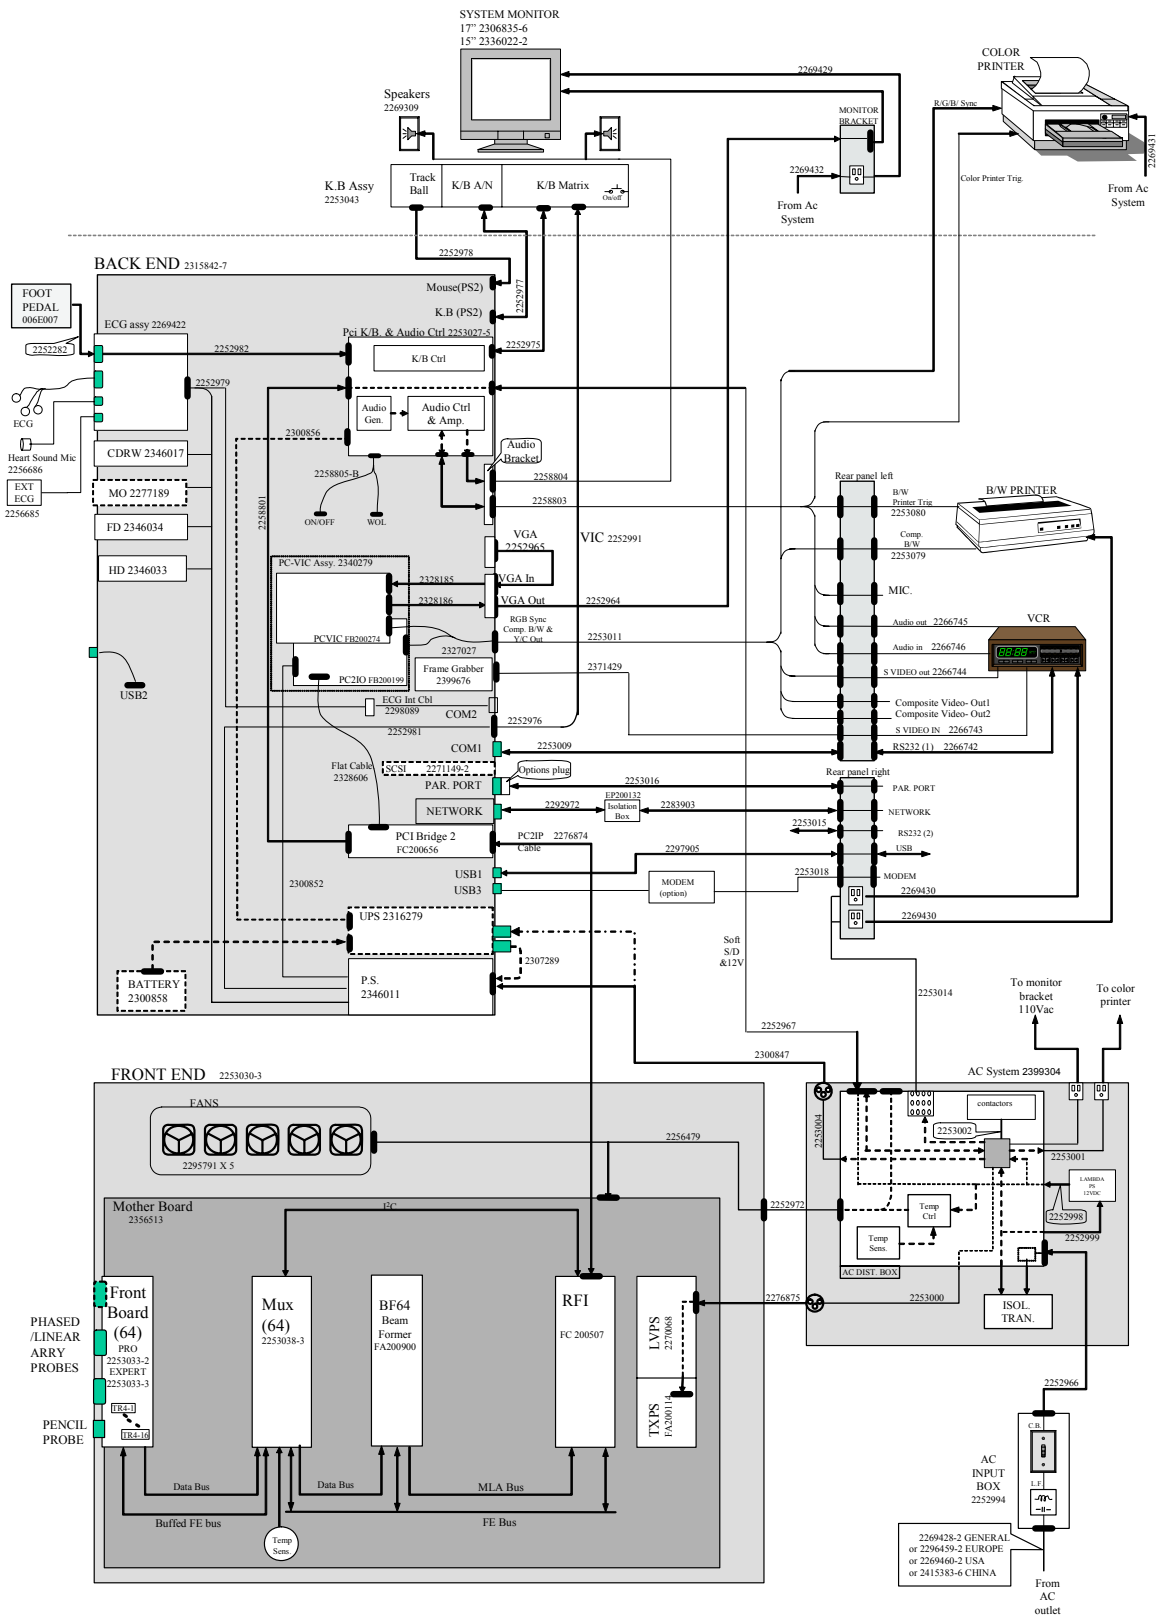 SYSTEM MONITOR
17” 2306835-6
15” 2336022-2
COLOR
PRINTER
Speakers
2269309
2269429
MONITOR
BRACKET
R/G/B/ Sync
2269431
2269432
From Ac
System
Color Printer Trig.
From Ac
System
K.B Assy
2253043
Track
Ball
K/B A/N
K/B Matrix
On/off
BACK END 2315842-7
2252978
2252977
Mouse(PS2)
K.B (PS2)
FOOT
PEDAL
006E007
2252282
ECG assy 2269422
2252982
Pci K/B. & Audio Ctrl 2253027-5
K/B Ctrl
2252975
2252979
ECG
Heart Sound Mic
2256686
EXT
ECG
2256685
Audio
Gen.
Audio Ctrl
& Amp.
2300856
Audio
Bracket
CDRW 2346017
MO 2277189
FD 2346034
HD 2346033
2258801
2258805-B
ON/OFF
WOL
2258804
2258803
Rear panel left
B/W
Printer Trig
2253080
B/W PRINTER
Comp.
B/W
2253079
VGA
2252965
VIC 2252991
PC-VIC Assy. 2340279
2328185
VGA In
2328186
VGA Out
2252964
MIC.
RGB Sync
Comp. B/W &
Y/C Out
PCVIC FB200274
2327027
2253011
Audio out 2266745
VCR
Audio in 2266746
Frame Grabber
2399676
2371429
S VIDEO out 2266744
PC2IO FB200199
USB2
ECG Int Cbl
2298089
COM2
2252981
2252976
Composite Video- Out1
Composite Video- Out2
S VIDEO IN 2266743
COM1
2253009
RS232 (1) 2266742
Flat Cable
2328606
SCSI 2271149-2
Options plug
Rear panel right
PAR. PORT
2253016
PAR. PORT
NETWORK
2292972
EP200132
Isolation
Box
2283903
NETWORK
2253015
RS232 (2)
PCI Bridge 2
FC200656
PC2IP 2276874
Cable
2297905
USB
2300852
USB1
USB3
MODEM
(option)
2253018
MODEM
2269430
2269430
UPS 2316279
2307289
Soft
S/D
&12V
BATTERY
2300858
P.S.
2346011
2253014
To monitor
bracket
110Vac
To color
printer
2252967
2300847
FRONT END 2253030-3
AC System 2399304
FANS
2295791 X 5
2256479
2253004
contactors
2253002
2253001
LAMBDA
PS
12VDC
2252998
2252999
Mother Board
2356513
I²C
2252972
Temp
Ctrl
Temp
Sens.
AC DIST. BOX
Front
Board
(64)
PRO
2253033-2
EXPERT
2253033-3
TR4-1
TR4-16
Mux
(64)
2253038-3
BF64
Beam
Former
FA200900
RFI
FC 200507
LVPS
2270068
TXPS
FA200114
2276875
2253000
ISOL.
TRAN.
PHASED
/LINEAR
ARRY
PROBES
PENCIL
PROBE
2252966
C.B.
AC
INPUT
BOX
2252994
L.F.
Data Bus
Data Bus
MLA Bus
Buffed FE bus
FE Bus
Temp
Sens.
2269428-2 GENERAL
or 2296459-2 EUROPE
or 2269460-2 USA
or 2415383-6 CHINA
From
AC
outlet